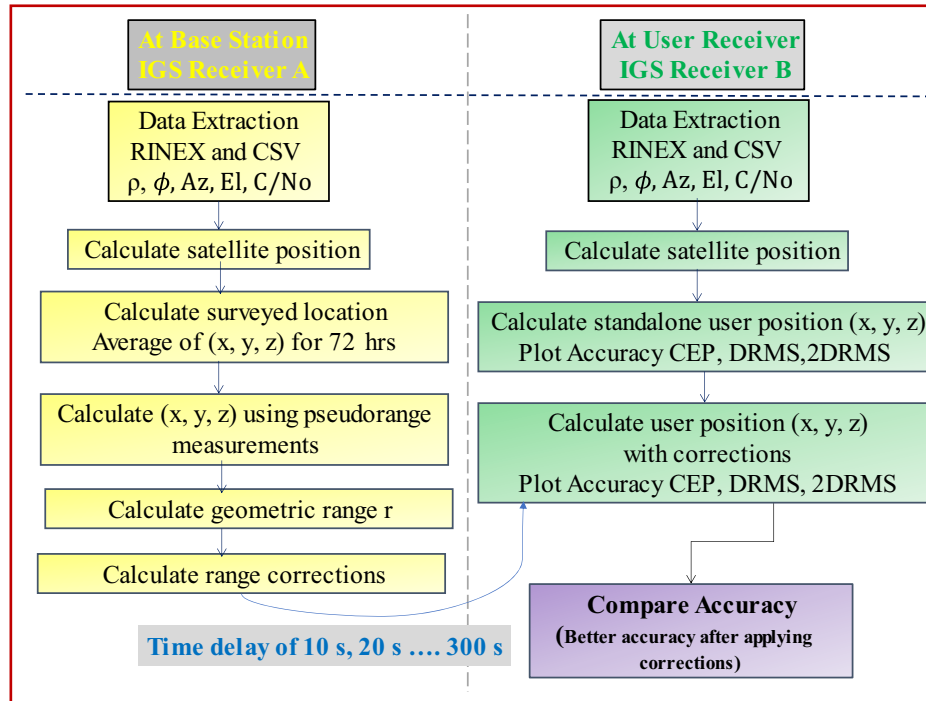 At Base Station
IGS Receiver A
Data Extraction
RINEX and CSV
ρ, ϕ, Az, El, C/No
Calculate satellite position
Calculate surveyed location
Average of (x, y, z) for 72 hrs
Calculate (x, y, z) using pseudorange
measurements
Calculate geometric range r
Calculate range corrections
Time delay of 10 s, 20 s …. 300 s
At User Receiver
IGS Receiver B
Data Extraction
RINEX and CSV
ρ, ϕ, Az, El, C/No
Calculate satellite position
Calculate standalone user position (x, y, z)
Plot Accuracy CEP, DRMS,2DRMS
Calculate user position (x, y, z)
with corrections
Plot Accuracy CEP, DRMS, 2DRMS
Compare Accuracy
(Better accuracy after applying
corrections)